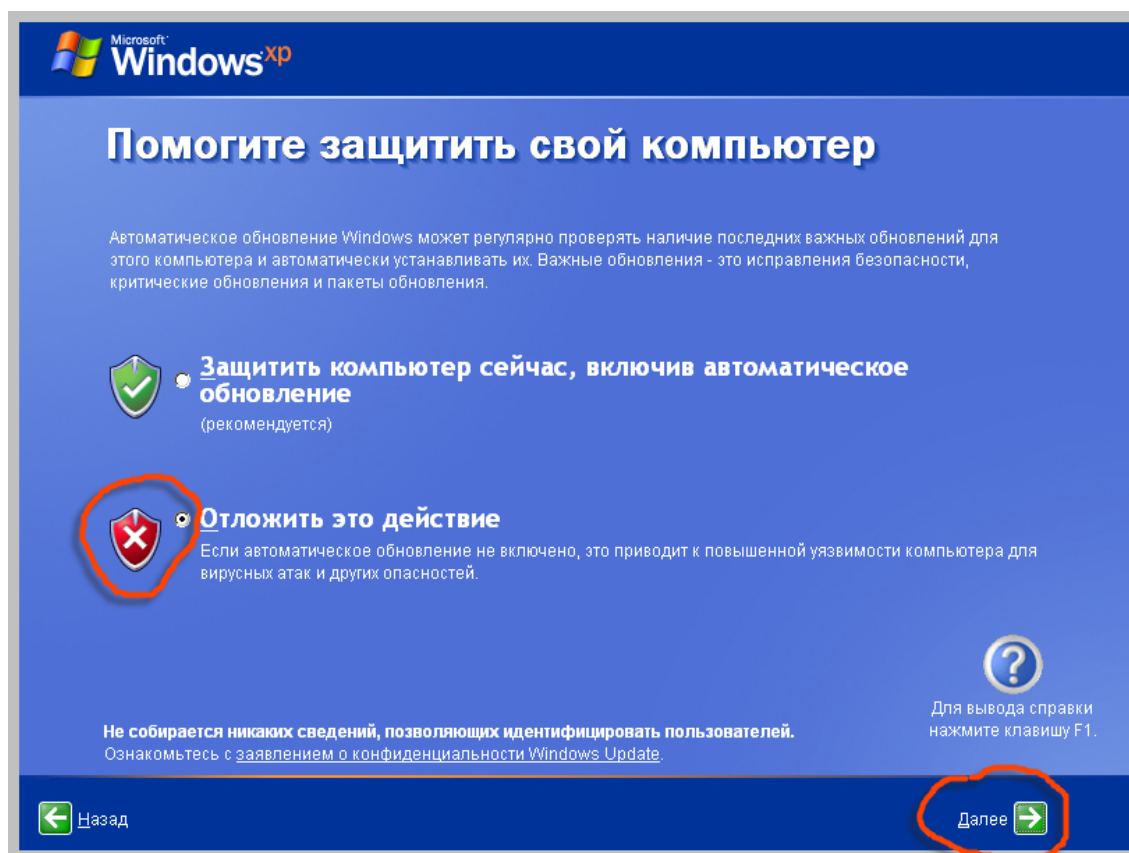 Microsoft
Windows xp
Помогите защитить свой компьютер
Автоматическое обновление Windows может регулярно проверять наличие последних важных обновлений для
этого компьютера и автоматически устанавливать их. Важные обновления - это исправления безопасности,
критические обновления и пакеты обновления.
Защитить компьютер сейчас, включив автоматическое
обновление
(рекомендуется)
Отложить это действие
Если автоматическое обновление не включено, это приводит к повышенной уязвимости компьютера для
вирусных атак и других опасностей.
?
Для вывода справки
нажмите клавишу F1.
Не собирается никаких сведений, позволяющих идентифицировать пользователей.
Ознакомьтесь с заявлением о конфиденциальности Windows Update.
Назад
Далее